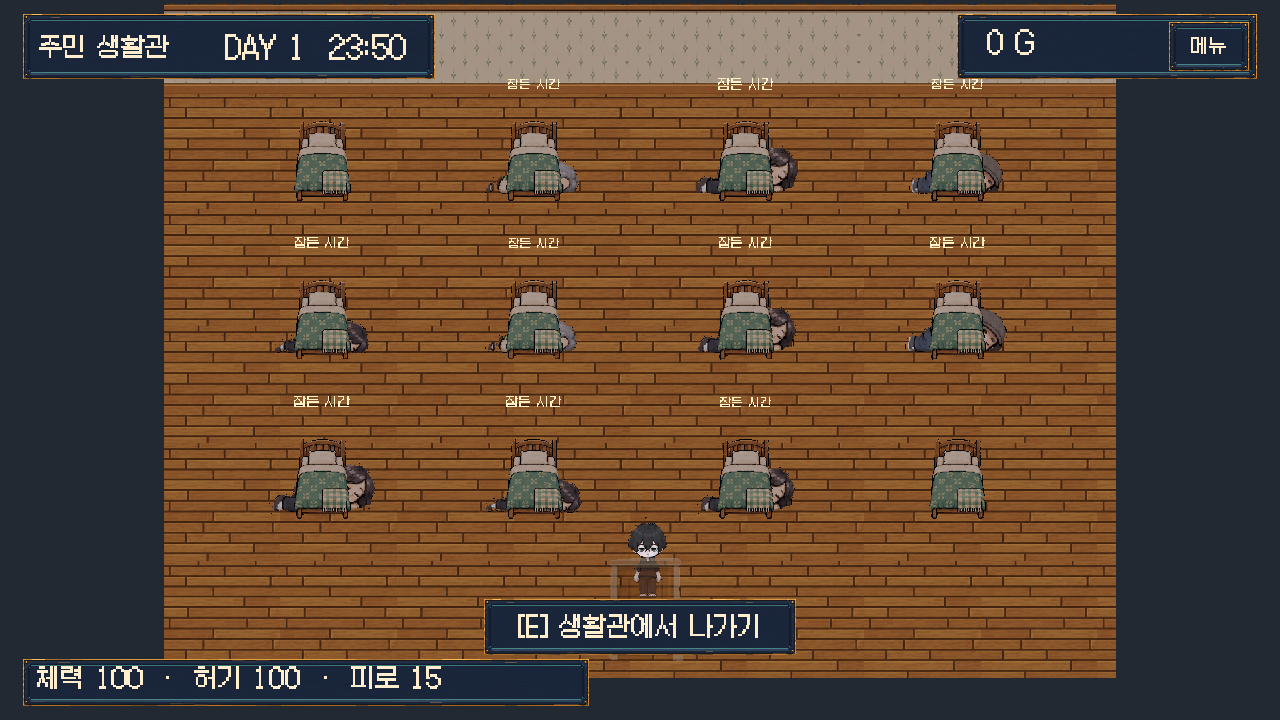 주민 생활관 DAY 1 23:50
0 G
메뉴
잠든 시간 잠든 시간 잠든 시간
잠든 시간 잠든 시간 잠든 시간 잠든 시간
잠든 시간 잠든 시간 잠든 시간
[E] 생활관에서 나가기
체력 100 · 허기 100 · 피로 15